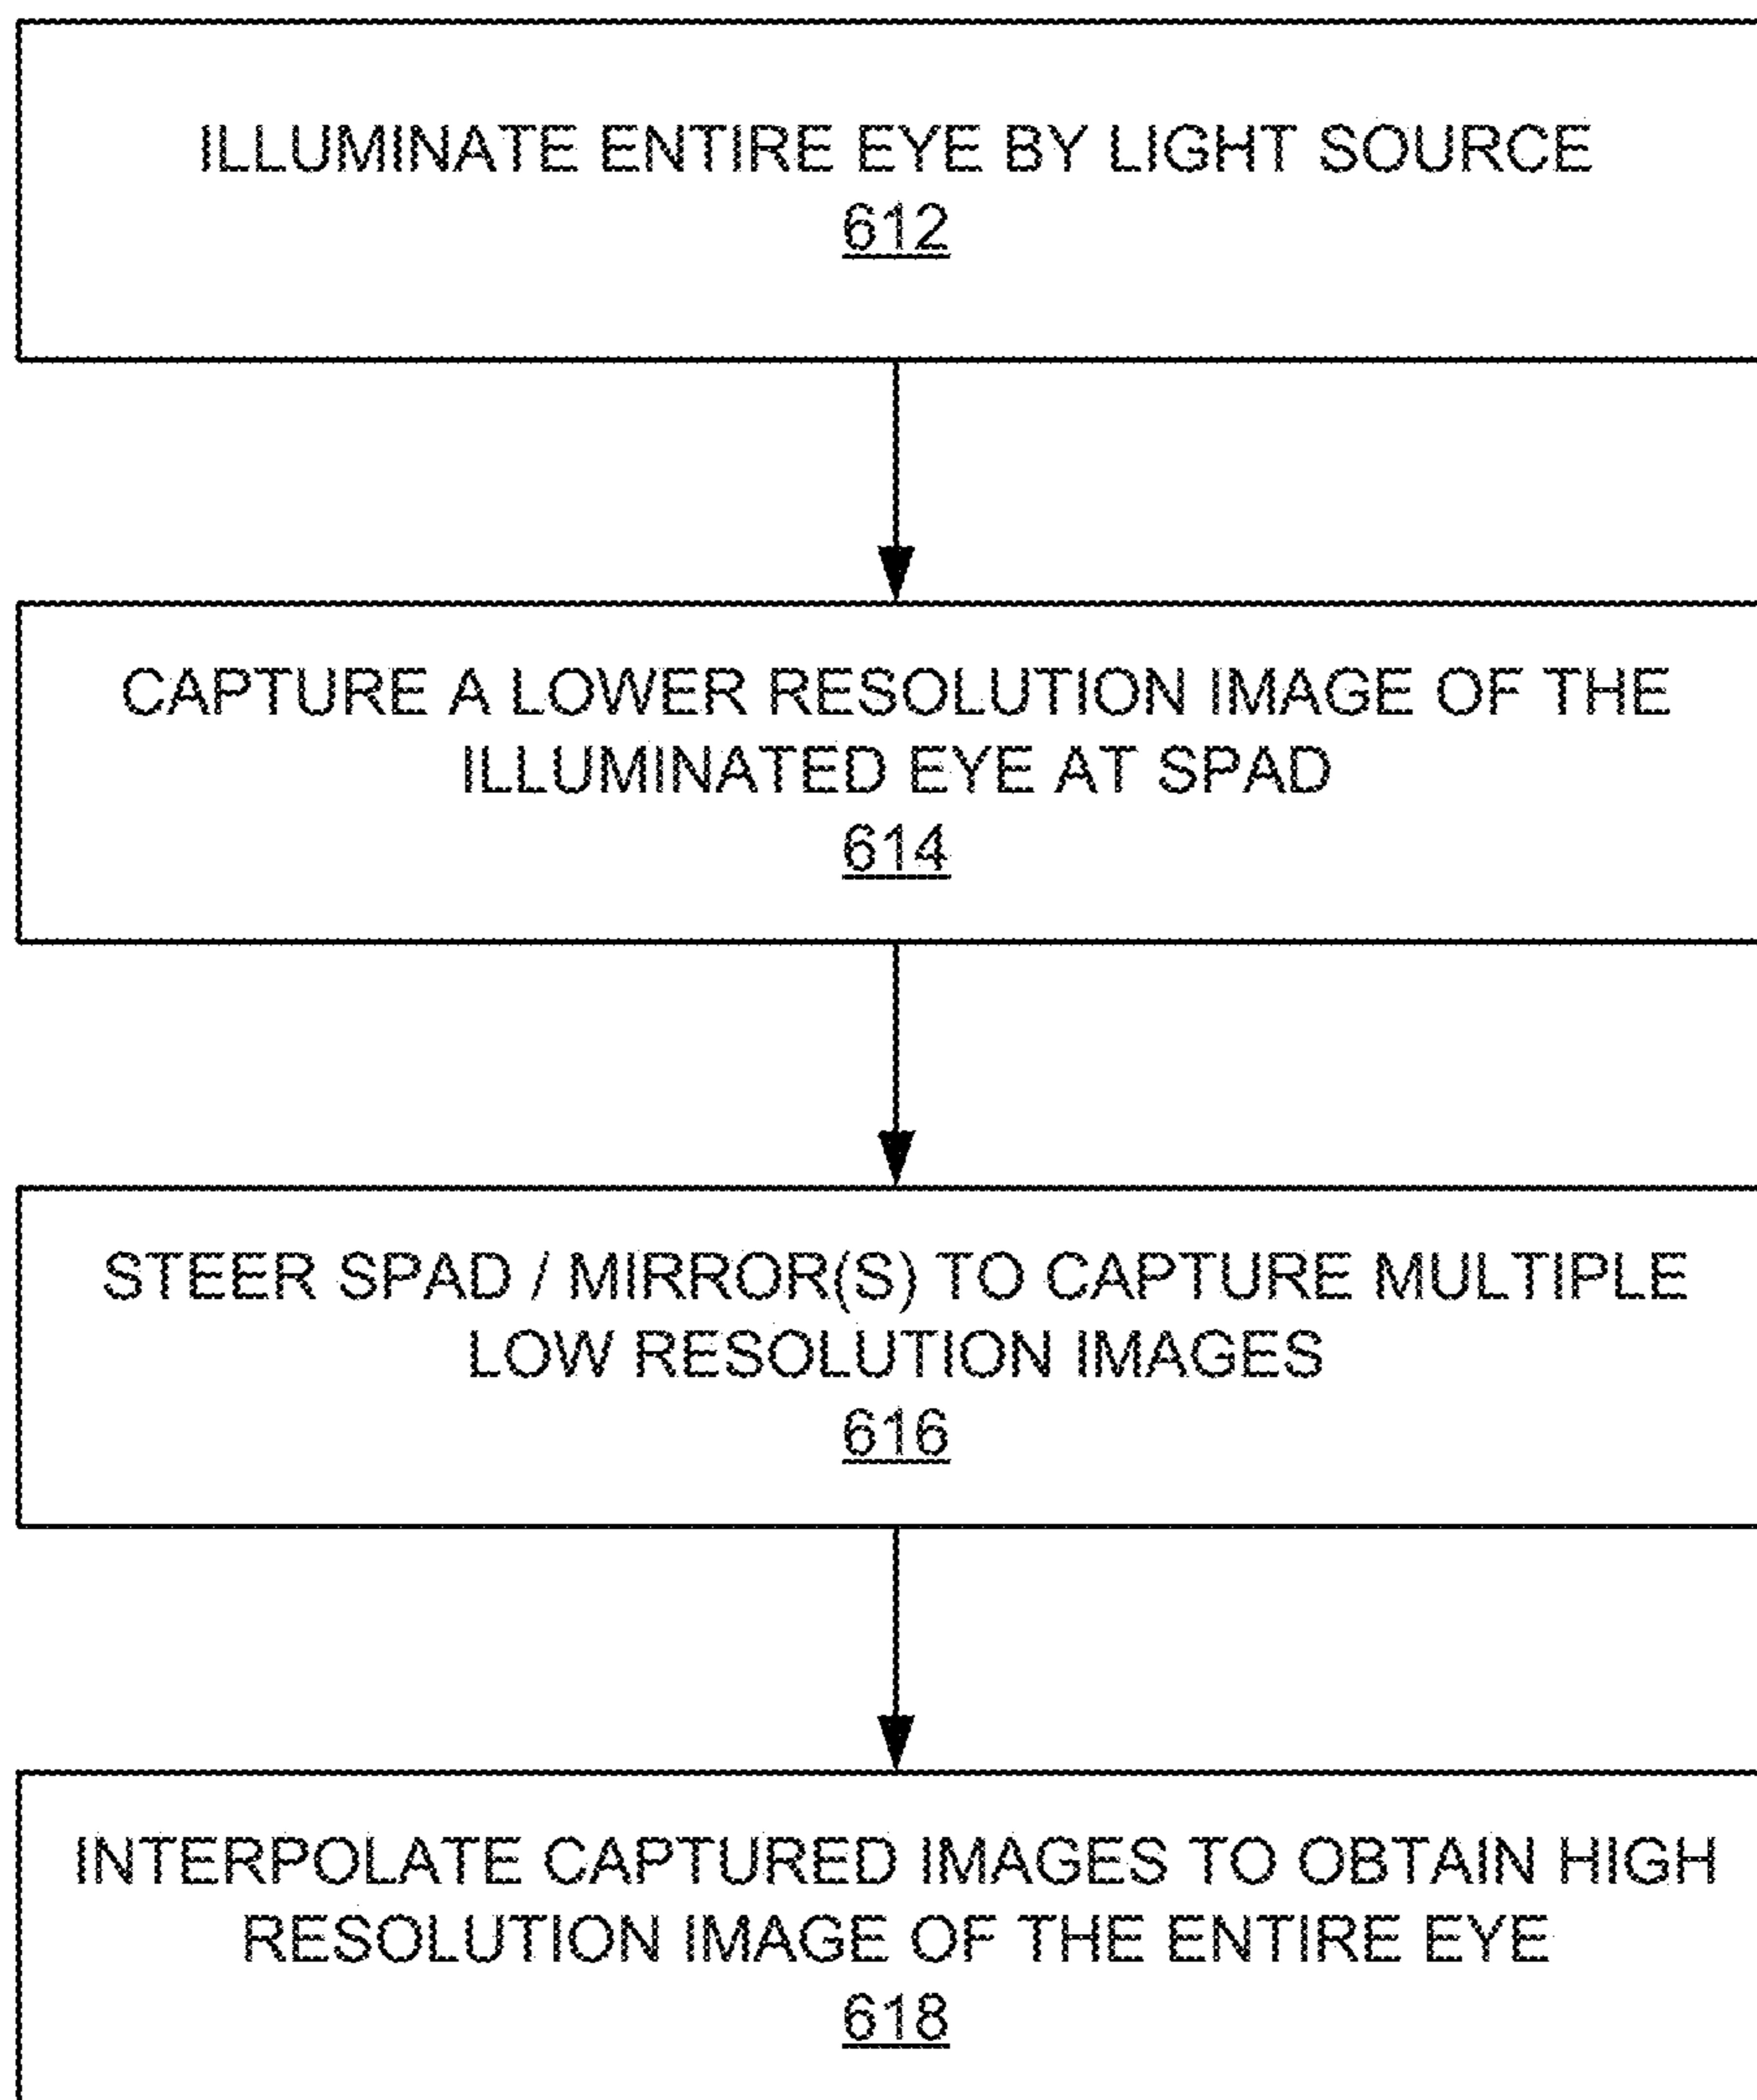 ILLUMINATE ENTIRE EYE BY LIGHT SOURCE
612
CAPTURE A LOWER RESOLUTION IMAGE OF THE
ILLUMINATED EYE AT SPAD
614
STEER SPAD / MIRROR(S) TO CAPTURE MULTIPLE
LOW RESOLUTION IMAGES
616
INTERPOLATE CAPTURED IMAGES TO OBTAIN HIGH
RESOLUTION IMAGE OF THE ENTIRE EYE
618